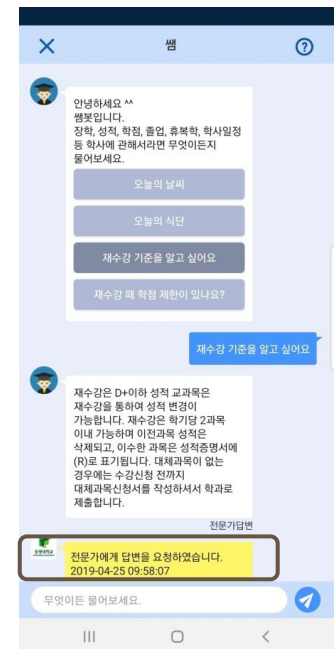 쌤
안녕하세요 ^^
쌤봇입니다.
장학, 성적, 학점, 졸업, 휴복학, 학사일정
등 학사에 관해서라면 무엇이든지
물어보세요.
오늘의 날씨
오늘의 식단
재수강 기준을 알고 싶어요
재수강 때 학점 제한이 있나요?
재수강 기준을 알고 싶어요
재수강은 D+이하 성적 교과목은
재수강을 통하여 성적 변경이
가능합니다. 재수강은 학기당 2과목
이내 가능하며 이전과목 성적은
삭제되고, 이수한 과목은 성적증명서에
(R)로 표기됩니다. 대체과목이 없는
경우에는 수강신청 전까지
대체과목신청서를 작성하셔서 학과로
제출합니다.
전문가답변
전문가에게 답변을 요청하였습니다.
2019-04-25 09:58:07
무엇이든 물어보세요.